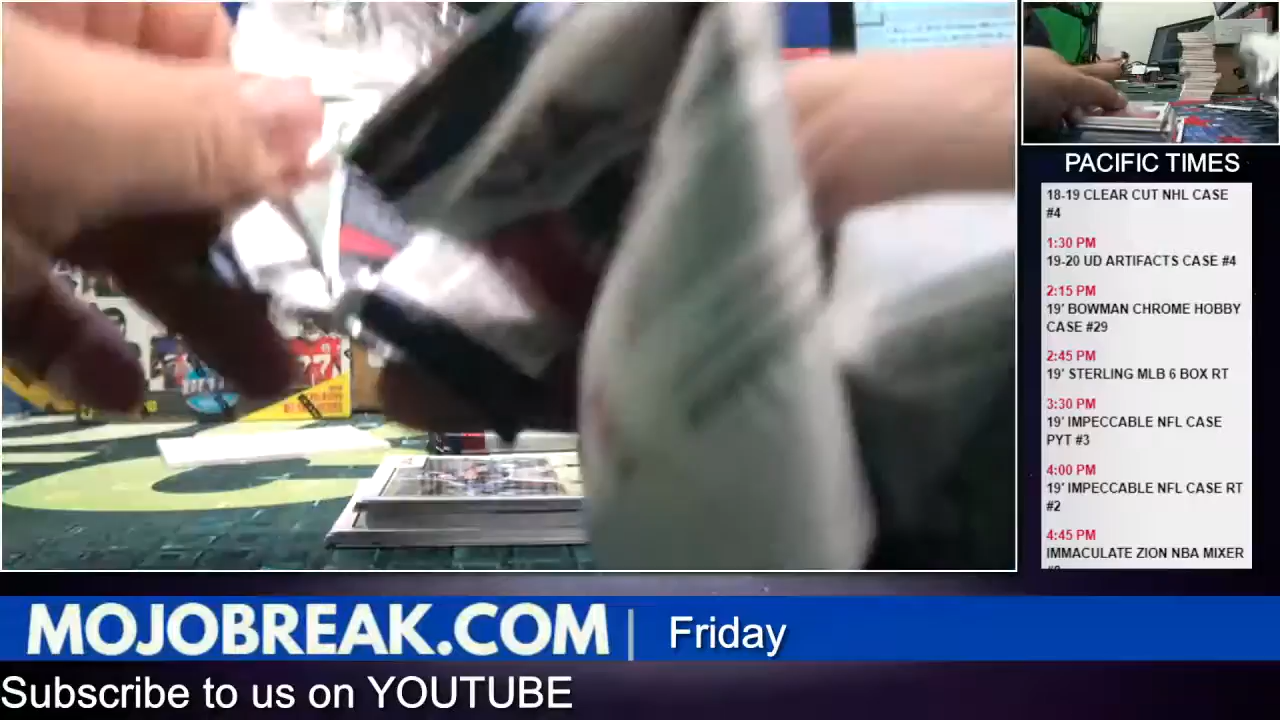 PACIFIC TIMES
18-19 CLEAR CUT NHL CASE
#4
1:30 PM
19-20 UD ARTIFACTS CASE #4
2:15 PM
19' BOWMAN CHROME HOBBY
CASE #29
2:45 PM
19' STERLING MLB 6 BOX RT
3:30 PM
19' IMPECCABLE NFL CASE
PYT #3
4:00 PM
19' IMPECCABLE NFL CASE RT
#2
4:45 PM
IMMACULATE ZION NBA MIXER
MOJOBREAK.COM | Friday
Subscribe to us on YOUTUBE